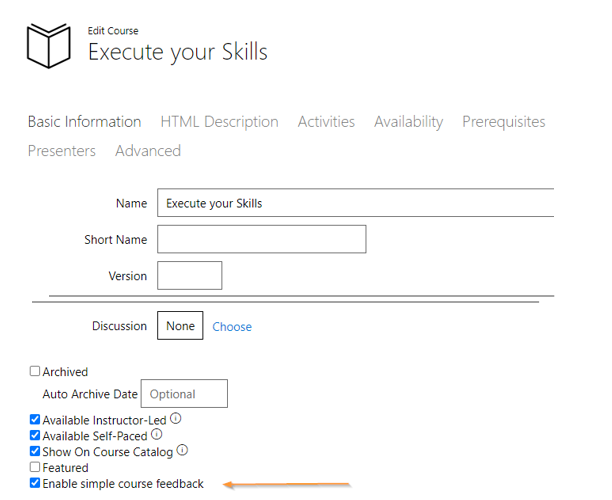 Edit Course
Execute your Skills
Basic Information HTML Description Activities Availability Prerequisites
Presenters Advanced
Name Execute your Skills
Short Name
Version
Discussion None Choose
Archived
Auto Archive Date Optional
Available Instructor-Led
Available Self-Paced
Show On Course Catalog
Featured
Enable simple course feedback